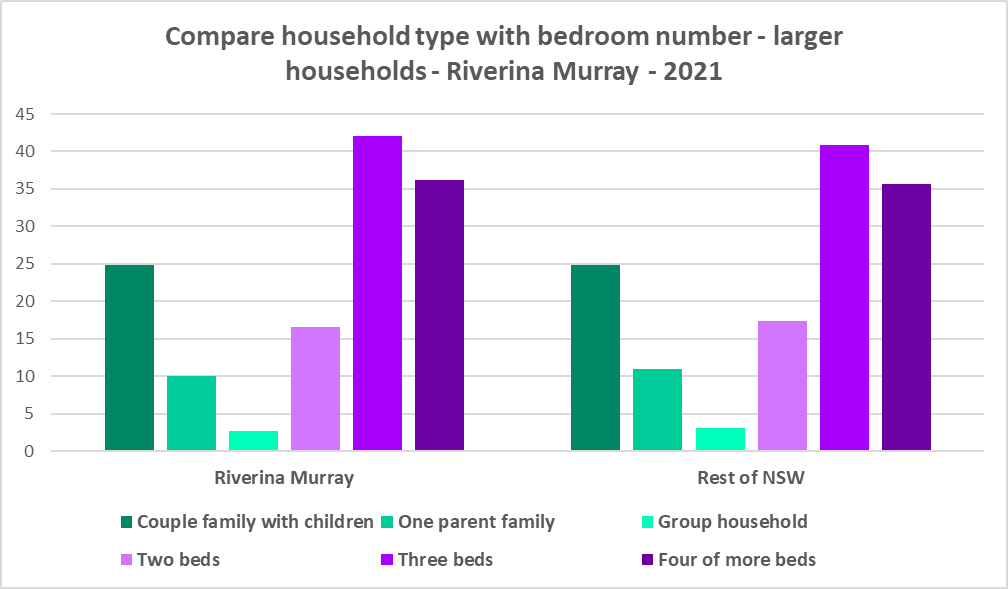 Compare household type with bedroom number - larger
households - Riverina Murray - 2021
45
40
35
30
25
20
15
10
5
0
Riverina Murray Rest of NSW
Couple family with children One parent family Group household
Two beds Three beds Four of more beds